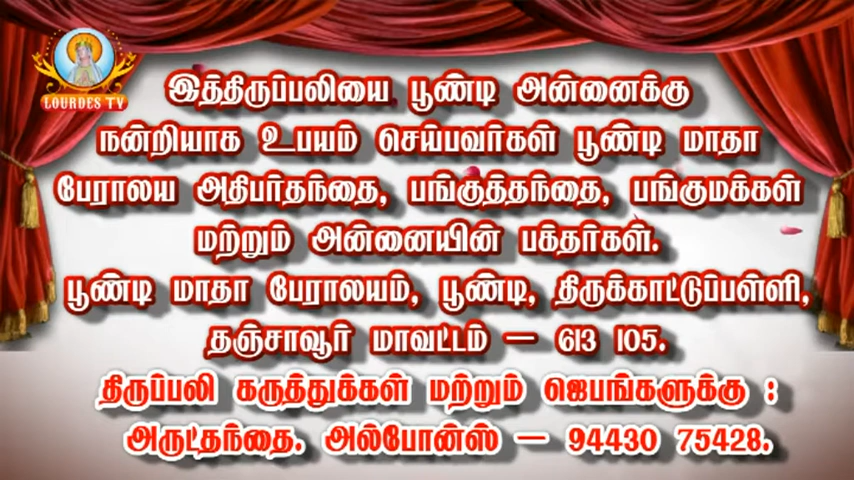 LOURDES TV
இத்திருப்பலியை பூண்டி அன்னைக்கு
நன்றியாக உபயம் செய்பவர்கள் பூண்டி மாதா
பேராலய அதிபர்தந்தை, பங்குத்தந்தை, பங்குமக்கள்
மற்றும் அன்னையின் பக்தர்கள்.
பூண்டி மாதா பேராலயம், பூண்டி, திருக்காட்டுப்பள்ளி,
தஞ்சாவூர் மாவட்டம் – 613 105.
திருப்பலி கருத்துக்கள் மற்றும் ஜெபங்களுக்கு :
அருட்தந்தை. அல்போன்ஸ் – 94430 75428.